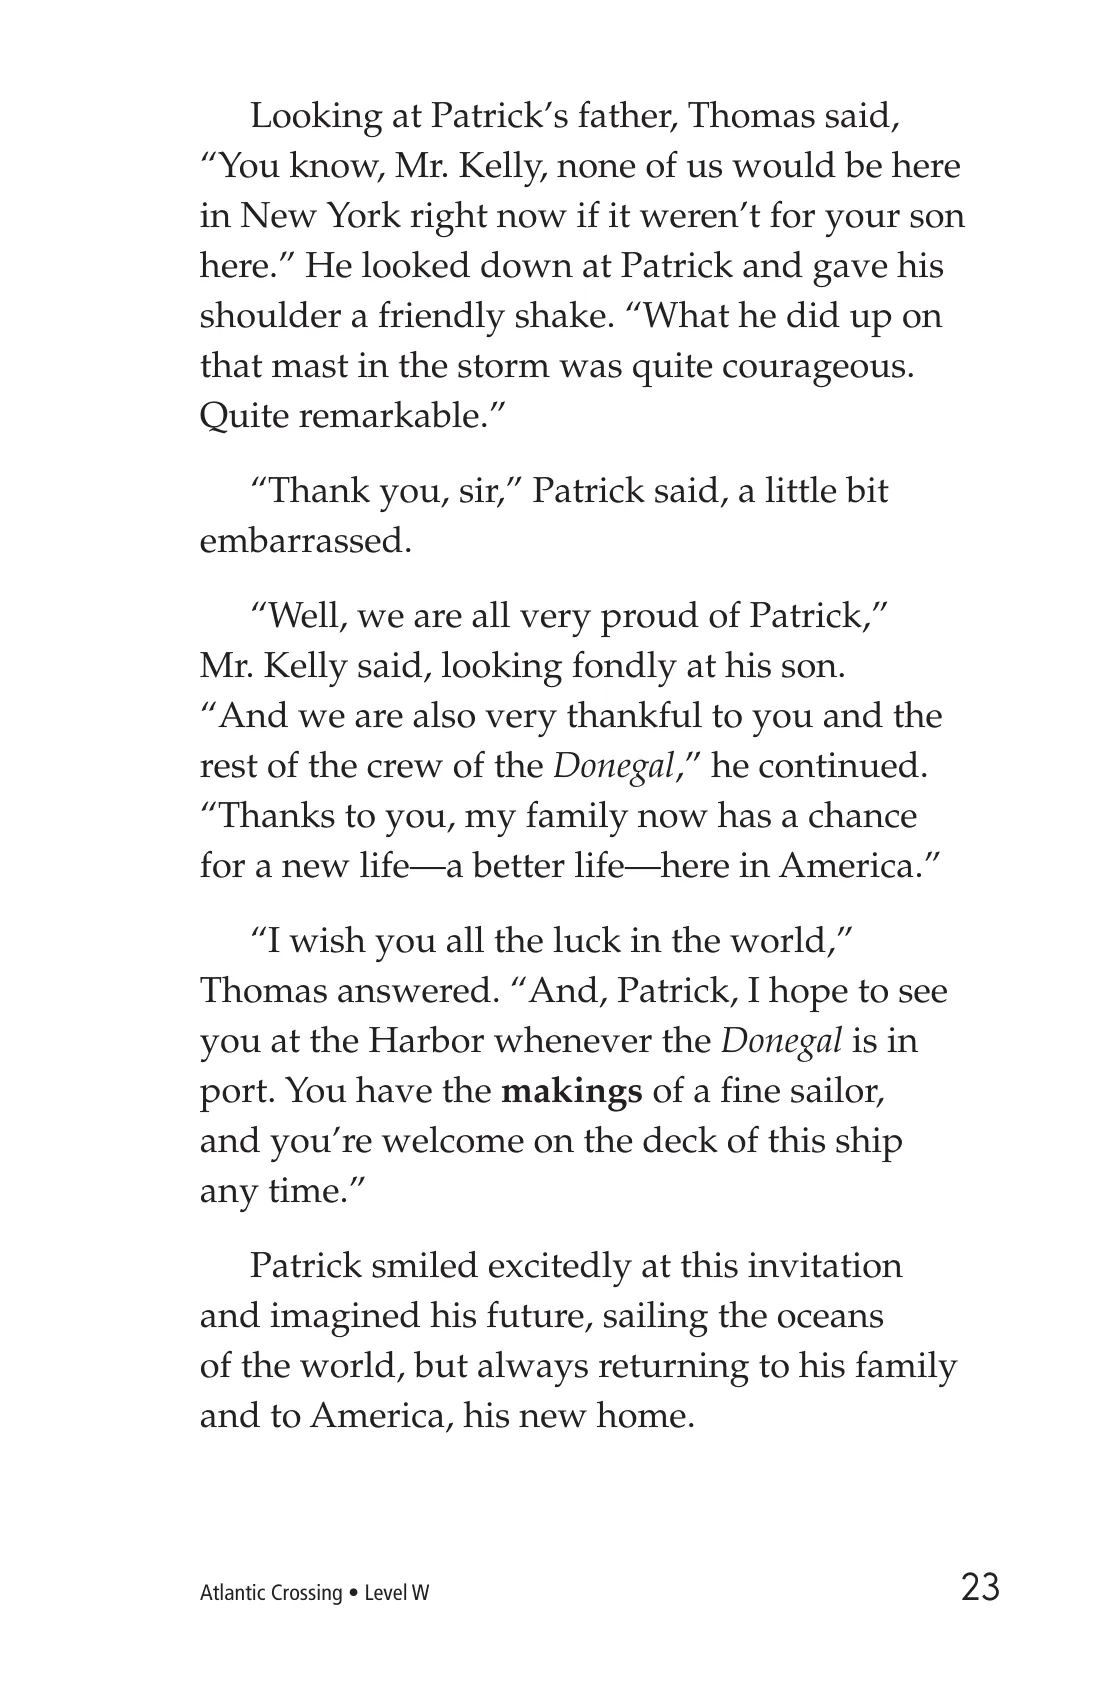 Looking at Patrick’s father, Thomas said,
“You know, Mr. Kelly, none of us would be here
in New York right now if it weren’t for your son
here.” He looked down at Patrick and gave his
shoulder a friendly shake. “What he did up on
that mast in the storm was quite courageous.
Quite remarkable.”
“Thank you, sir,” Patrick said, a little bit
embarrassed.
“Well, we are all very proud of Patrick,”
Mr. Kelly said, looking fondly at his son.
“And we are also very thankful to you and the
rest of the crew of the Donegal,” he continued.
“Thanks to you, my family now has a chance
for a new life—a better life—here in America.”
“I wish you all the luck in the world,”
Thomas answered. “And, Patrick, I hope to see
you at the Harbor whenever the Donegal is in
port. You have the makings of a fine sailor,
and you’re welcome on the deck of this ship
any time.”
Patrick smiled excitedly at this invitation
and imagined his future, sailing the oceans
of the world, but always returning to his family
and to America, his new home.
Atlantic Crossing • Level W 23